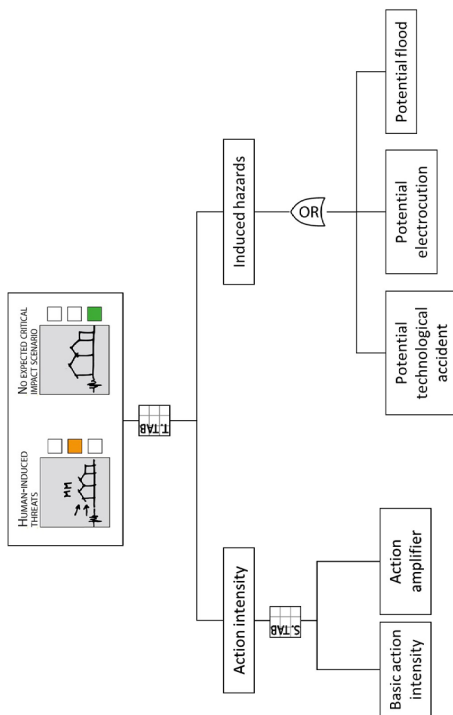 HUMAN-INDUCED
THREATS
NO EXPECTED CRITICAL
IMPACT SCENARIO
T.TAB
Action intensity
Induced hazards
S.TAB
OR
Basic action
intensity
Action
amplifier
Potential
technological
accident
Potential
electrocution
Potential flood